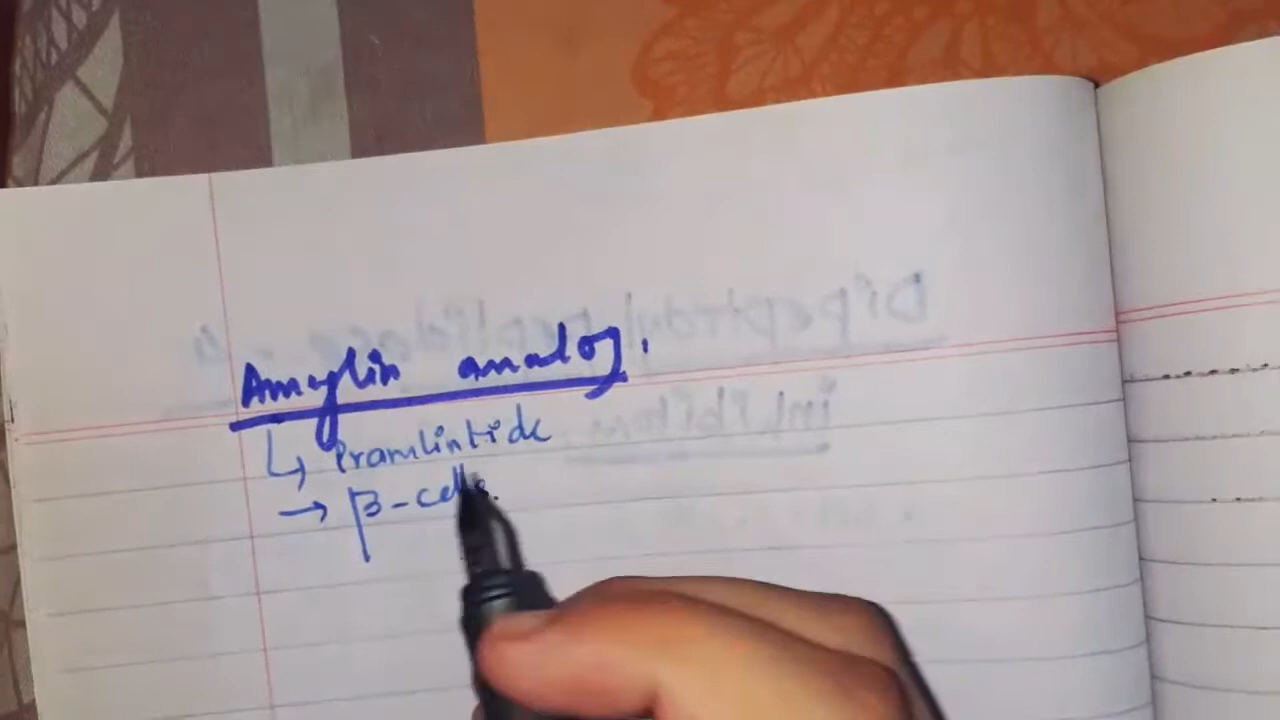 Amylin analog.
↳ Pramlintide
→ β-cells.